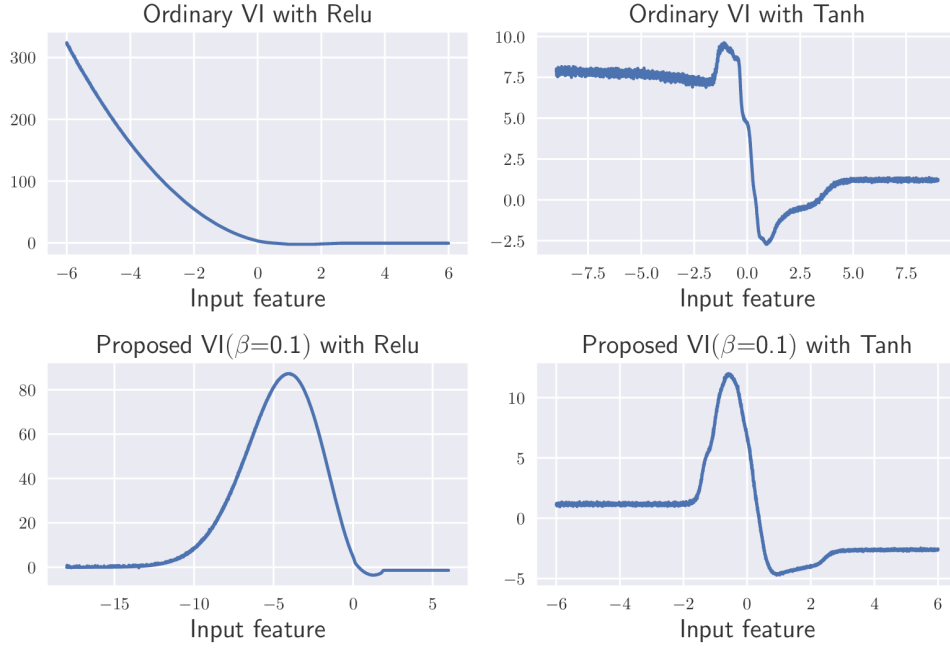 Ordinary VI with Relu
300
200
100
0
−6 −4 −2 0 2 4 6
Input feature
Ordinary VI with Tanh
10.0
7.5
5.0
2.5
0.0
−2.5
−7.5 −5.0 −2.5 0.0 2.5 5.0 7.5
Input feature
Proposed VI(β=0.1) with Relu
80
60
40
20
0
−15 −10 −5 0 5
Input feature
Proposed VI(β=0.1) with Tanh
10
5
0
−5
−6 −4 −2 0 2 4 6
Input feature